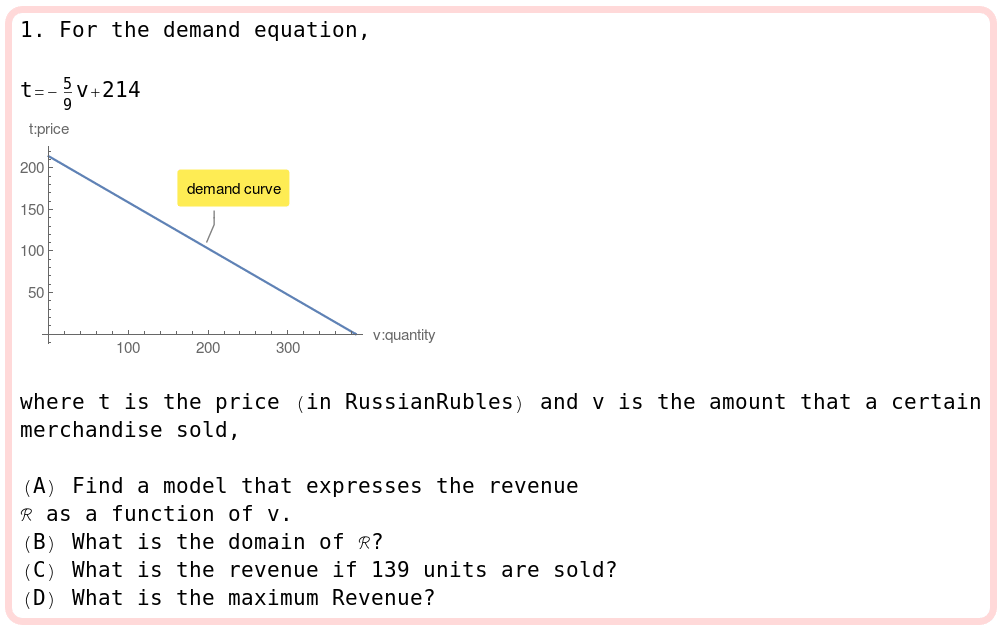 1. For the demand equation,
t=-5/9 v+214
t:price
200
150
100
50
demand curve
v:quantity
100 200 300
where t is the price (in RussianRubles) and v is the amount that a certain
merchandise sold,
(A) Find a model that expresses the revenue
ℛ as a function of v.
(B) What is the domain of ℛ?
(C) What is the revenue if 139 units are sold?
(D) What is the maximum Revenue?